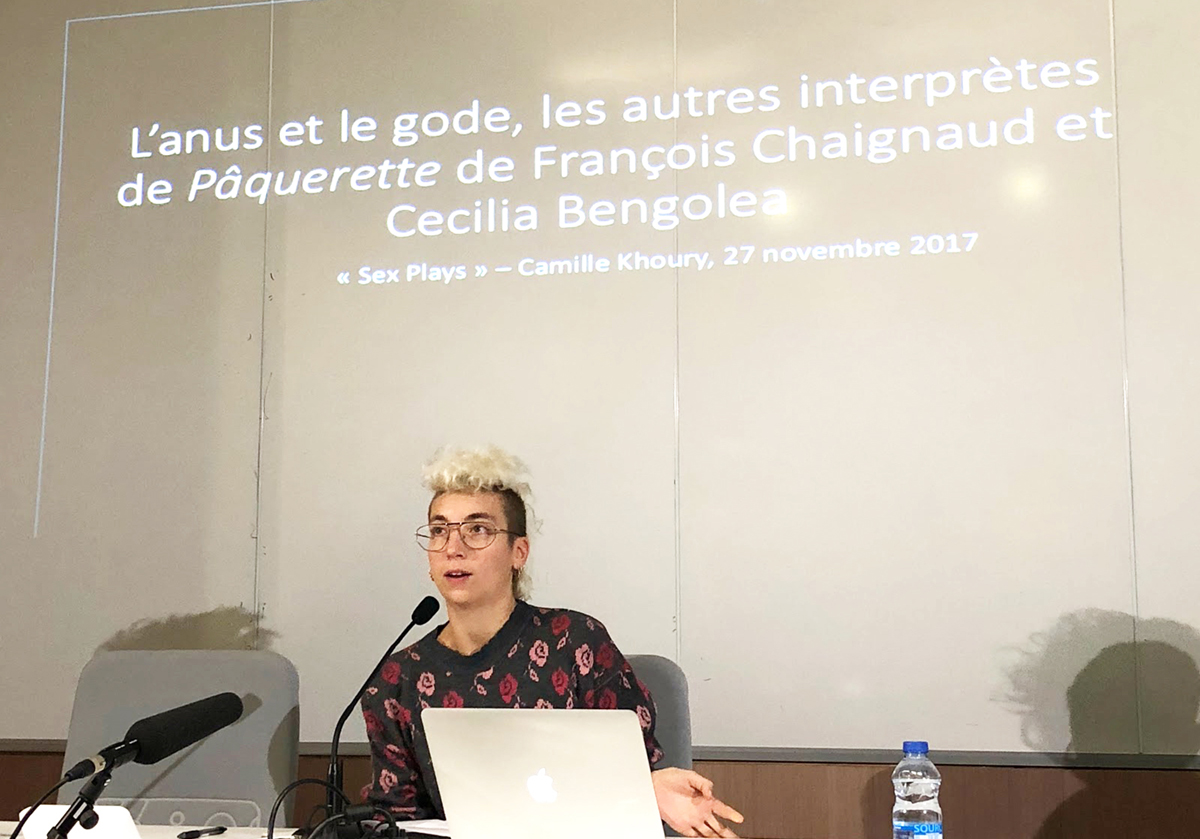 L'anus et le gode, les autres interprètes
de Pâquerette de François Chaignaud et
Cecilia Bengolea
« Sex Plays » – Camille Khoury, 27 novembre 2017